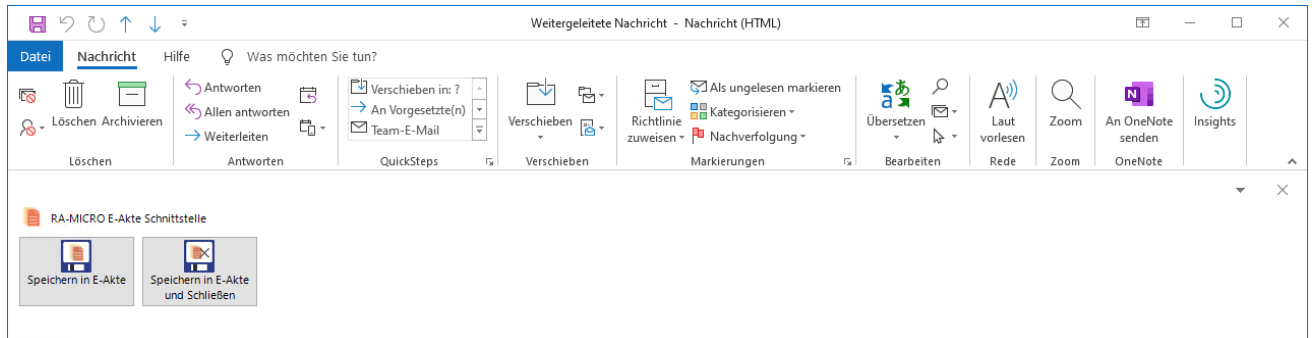 Weitergeleitete Nachricht - Nachricht (HTML)
Datei Nachricht Hilfe Was möchten Sie tun?
Löschen Archivieren
Löschen
Antworten
Allen antworten
Weiterleiten
Antworten
Verschieben in: ?
An Vorgesetzte(n)
Team-E-Mail
QuickSteps
Verschieben
Verschieben
Richtlinie
zuweisen
Als ungelesen markieren
Kategorisieren
Nachverfolgung
Markierungen
Übersetzen
Bearbeiten
Laut
vorlesen
Rede
Zoom
Zoom
An OneNote
senden
OneNote
Insights
RA-MICRO E-Akte Schnittstelle
Speichern in E-Akte
Speichern in E-Akte
und Schließen